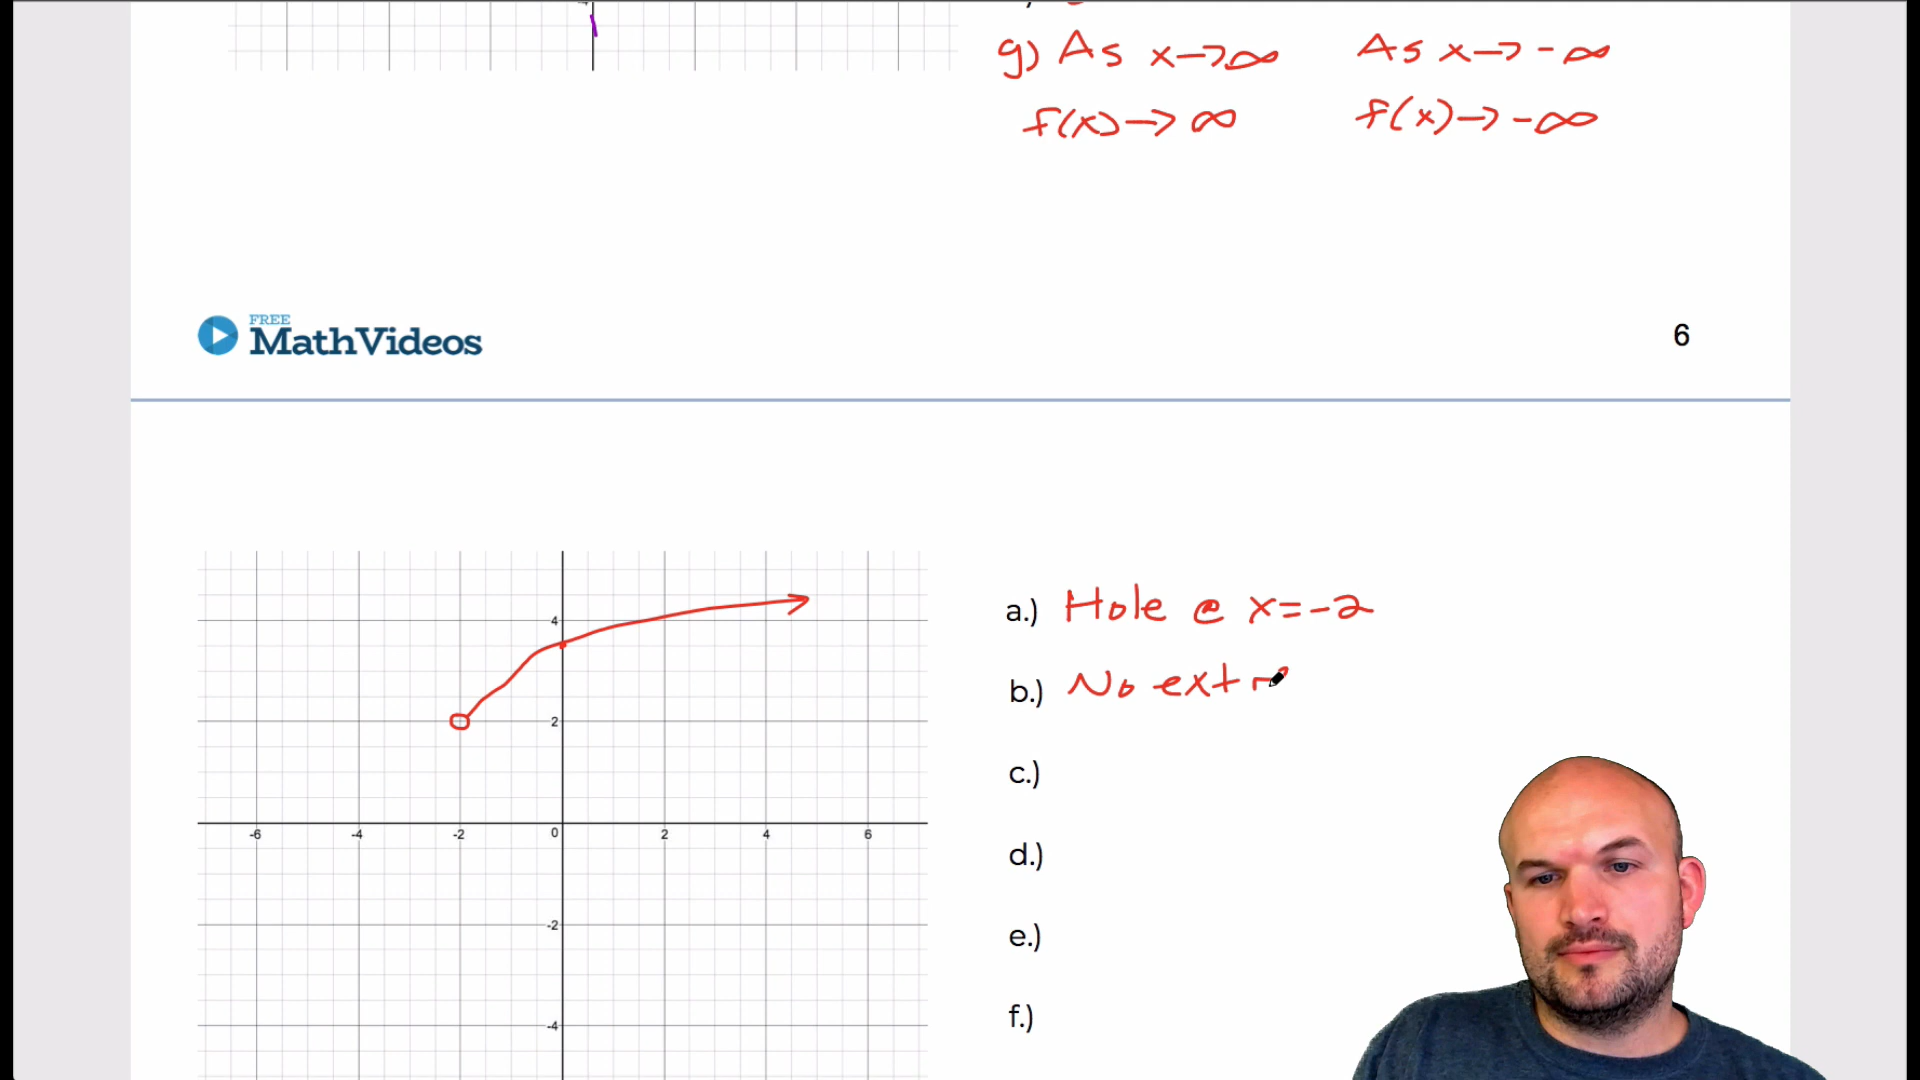 g) As x→∞ As x→-∞
f(x)→∞ f(x)→-∞
FREE
MathVideos
6
a.) Hole @ x=-2
b.) No extr
c.)
d.)
e.)
f.)
4
2
-6 -4 -2 0 2 4 6
-2
-4